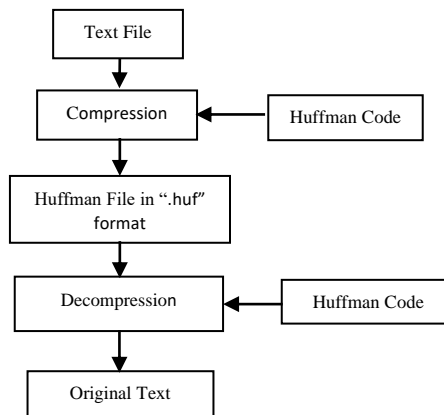 Text File
Compression
Huffman Code
Huffman File in ".huf"
format
Decompression
Huffman Code
Original Text